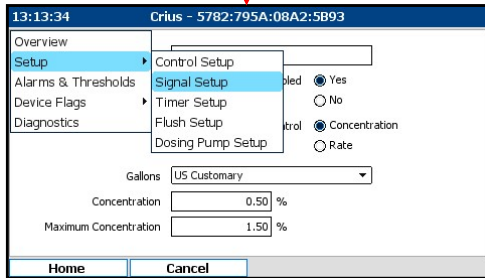 13:13:34 Crius - 5782:795A:08A2:5B93
Overview
Setup
Alarms & Thresholds
Device Flags
Diagnostics
Control Setup
Signal Setup
Timer Setup
Flush Setup
Dosing Pump Setup
Yes
No
Concentration
Rate
Gallons US Customary
Concentration 0.50 %
Maximum Concentration 1.50 %
Home Cancel